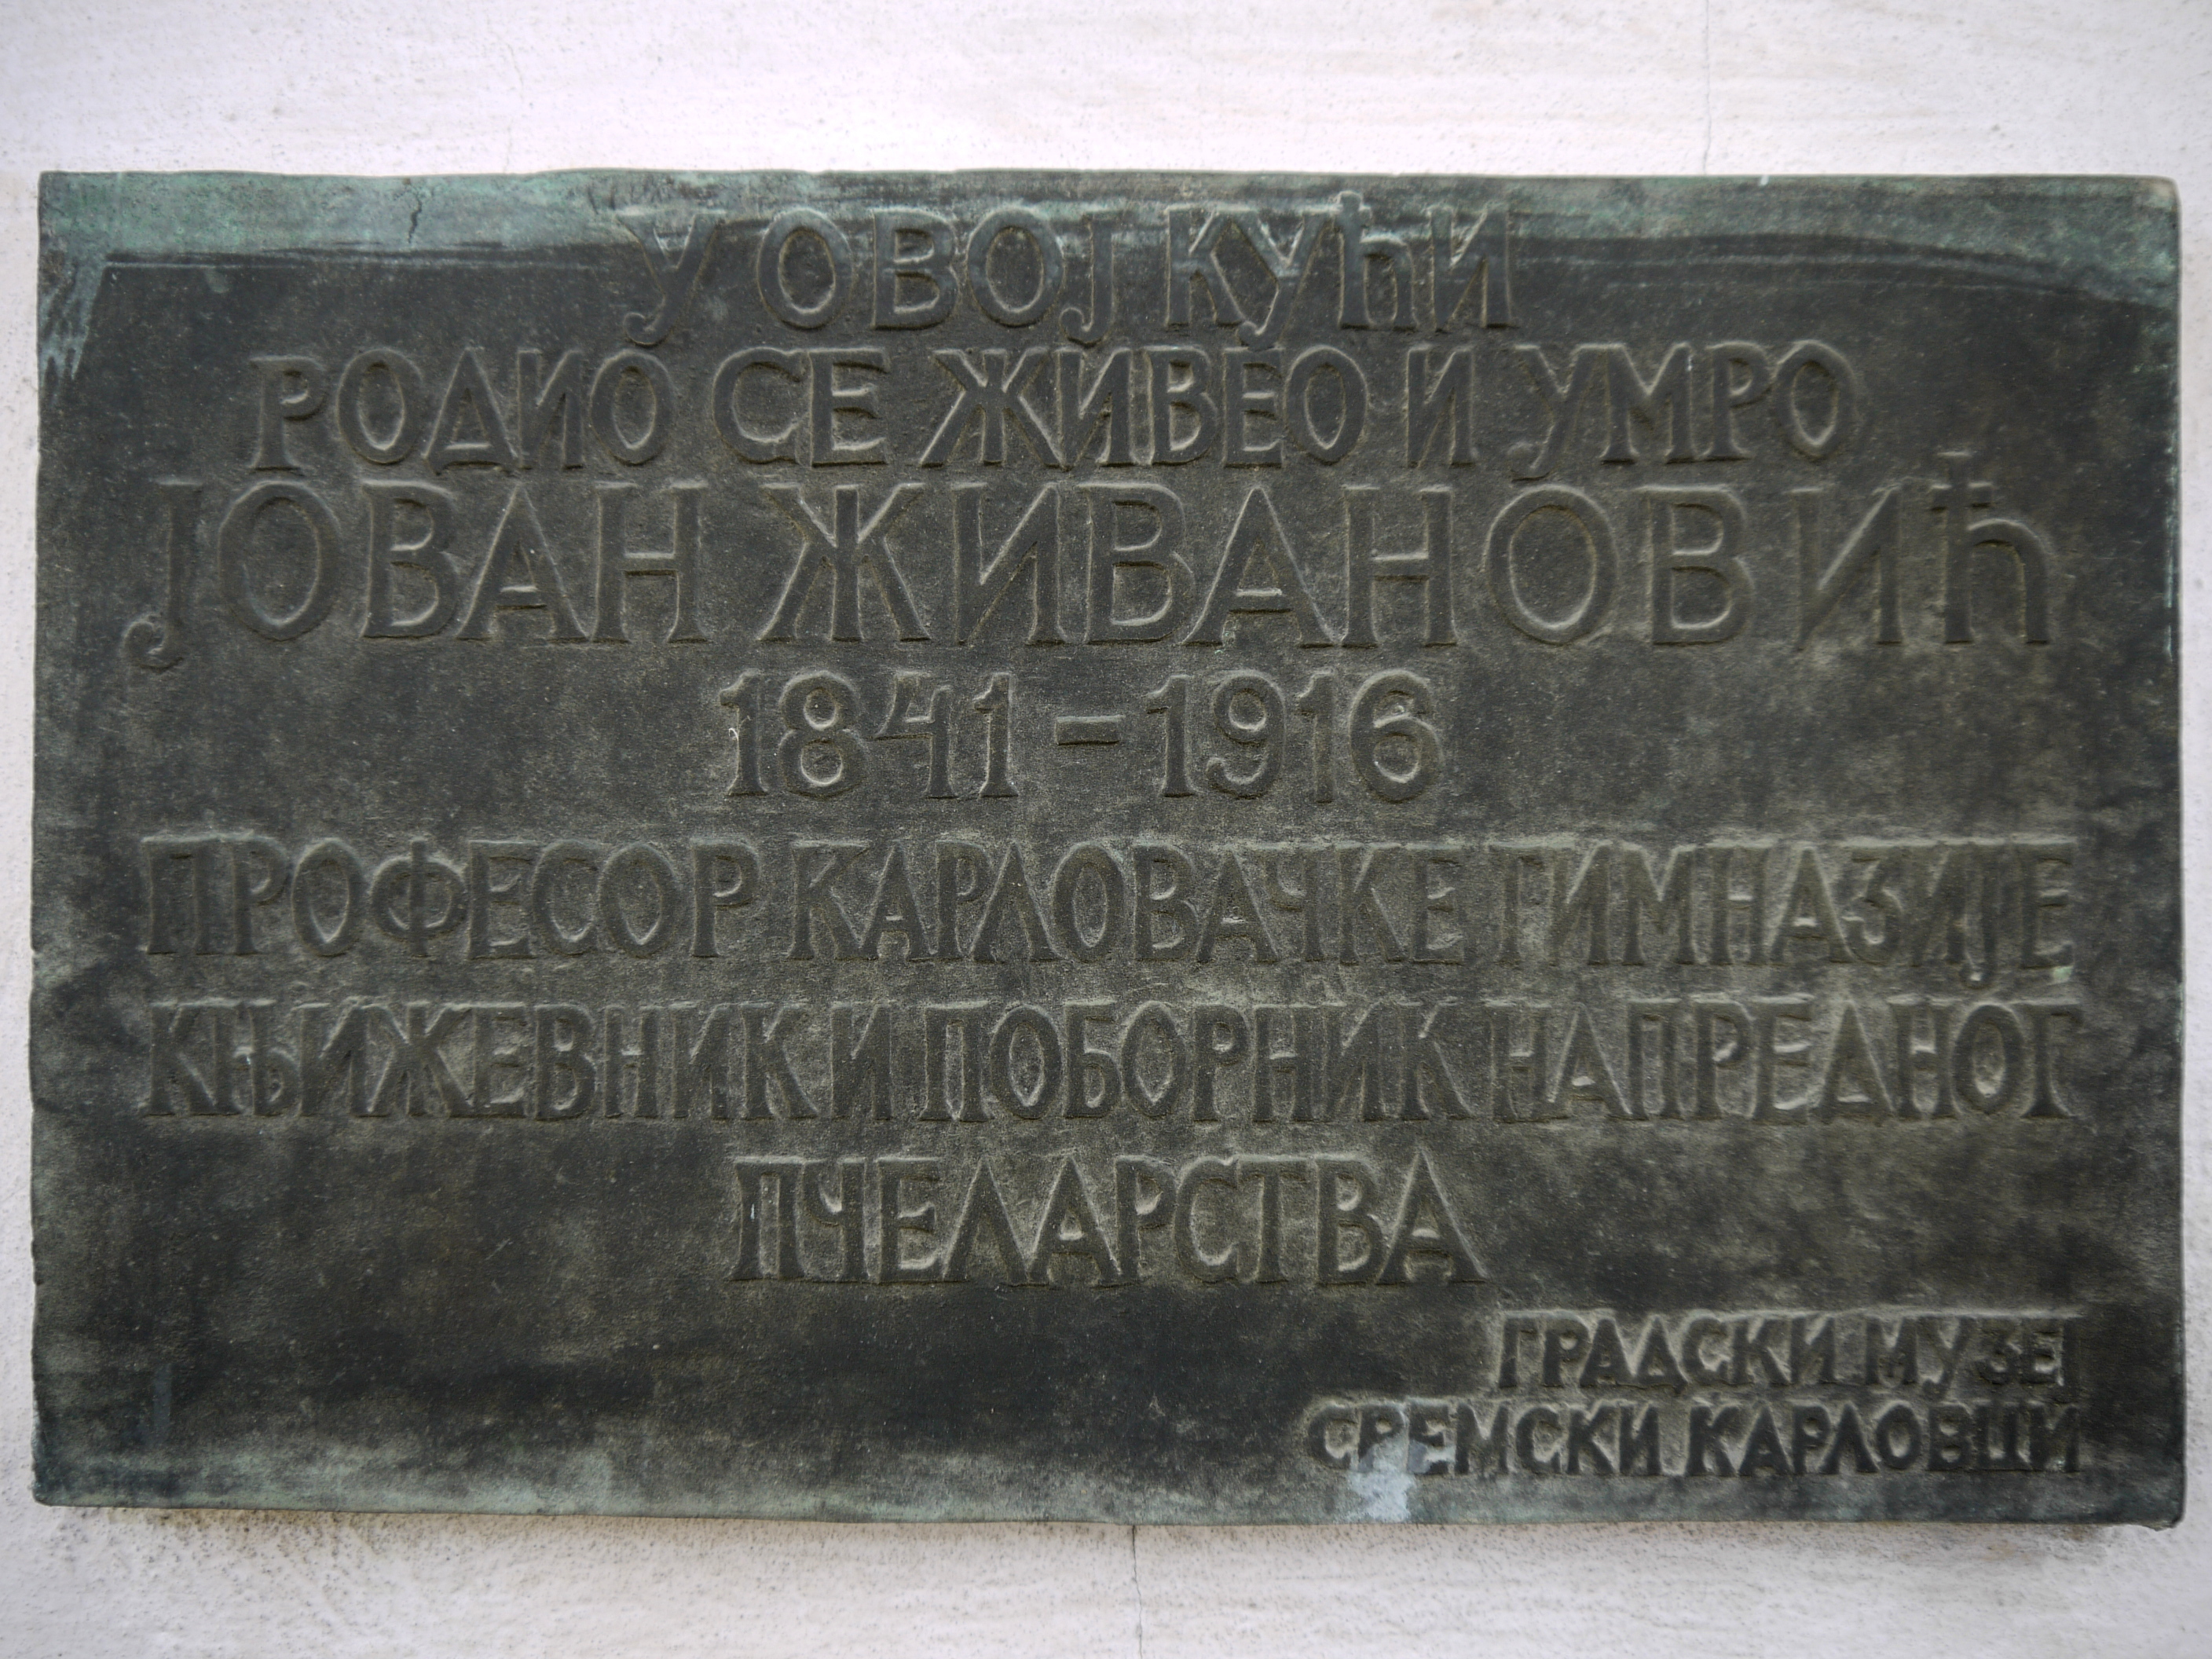 У ОВОЈ КУЋИ
РОДИО СЕ ЖИВЕО И УМРО
ЈОВАН ЖИВАНОВИЋ
1841 – 1916
ПРОФЕСОР КАРЛОВАЧКЕ ГИМНАЗИЈЕ
КЊИЖЕВНИК И ПОБОРНИК НАПРЕДНОГ
ПЧЕЛАРСТВА
ГРАДСКИ МУЗЕЈ
СРЕМСКИ КАРЛОВЦИ